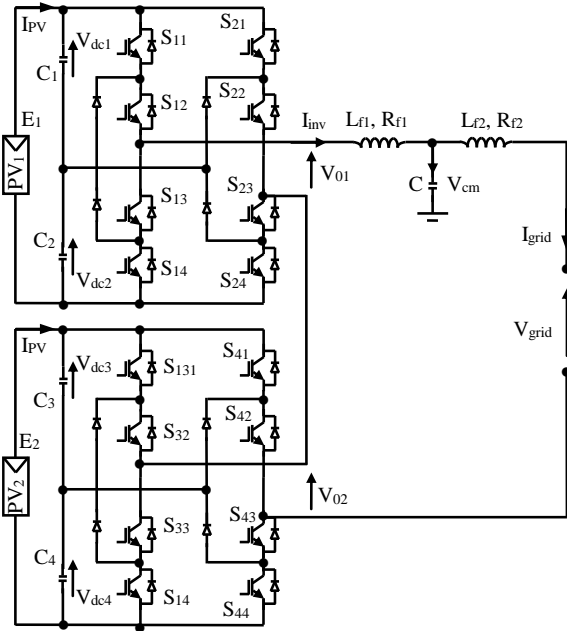 I_PV
V_dc1
C_1
E_1
PV_1
C_2
V_dc2
S_11
S_21
S_12
S_22
S_13
S_23
S_14
S_24
I_inv
V_01
L_f1, R_f1
L_f2, R_f2
C
V_cm
I_grid
V_grid
I_PV
V_dc3
C_3
E_2
PV_2
C_4
V_dc4
S_131
S_41
S_32
S_42
S_33
S_43
S_14
S_44
V_02